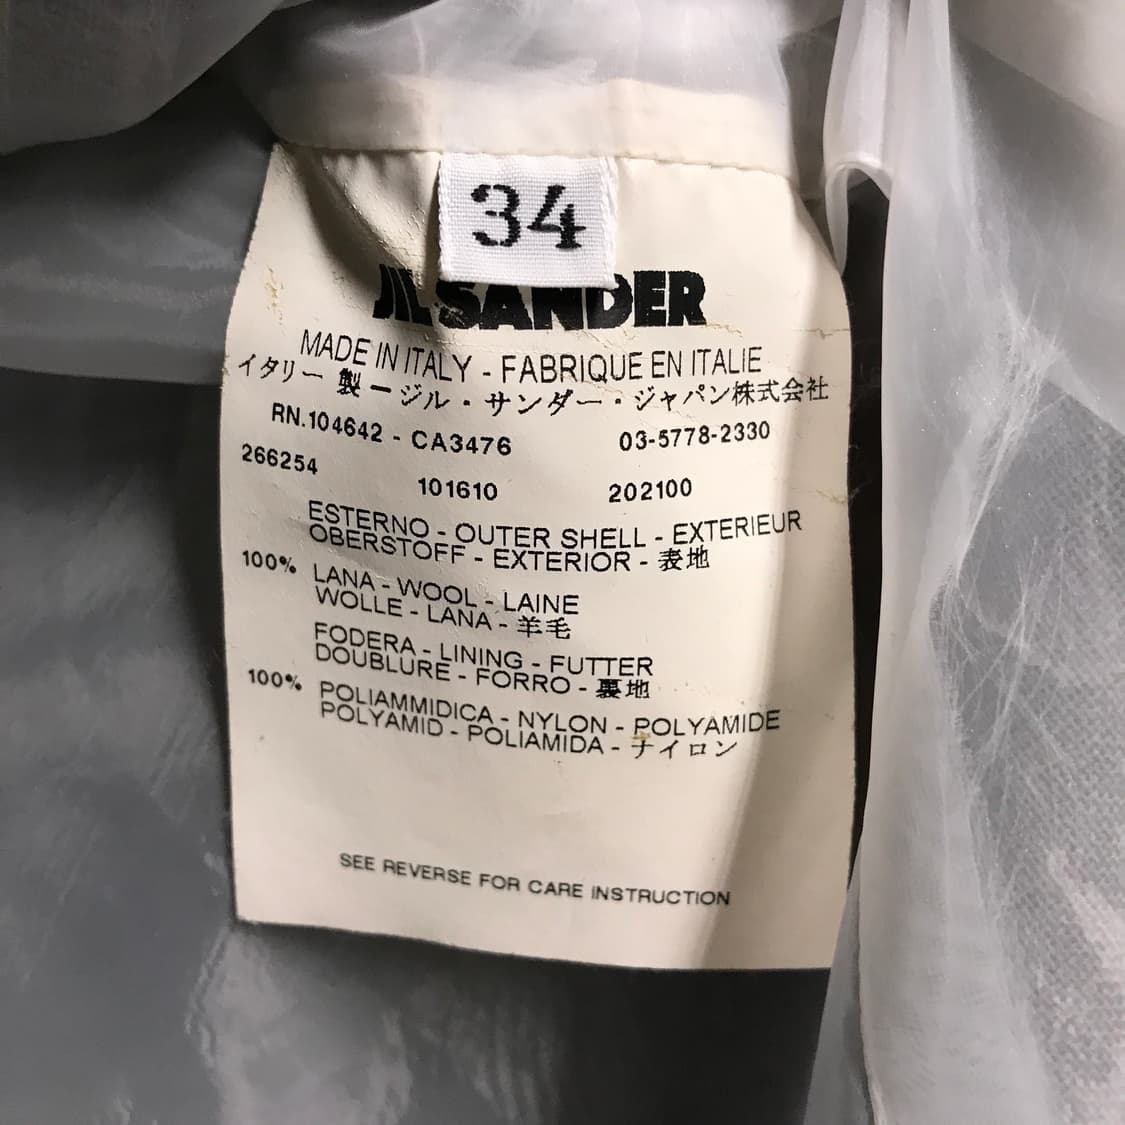 34
JIL SANDER
MADE IN ITALY - FABRIQUE EN ITALIE
イタリー 製 ージル・サンダー・ジャパン株式会社
RN.104642 - CA3476 03-5778-2330
266254 101610 202100
ESTERNO - OUTER SHELL - EXTERIEUR
OBERSTOFF - EXTERIOR - 表地
100% LANA - WOOL - LAINE
WOLLE - LANA - 羊毛
FODERA - LINING - FUTTER
DOUBLURE - FORRO - 裏地
100% POLIAMMIDICA - NYLON - POLYAMIDE
POLYAMID - POLIAMIDA - ナイロン
SEE REVERSE FOR CARE INSTRUCTION